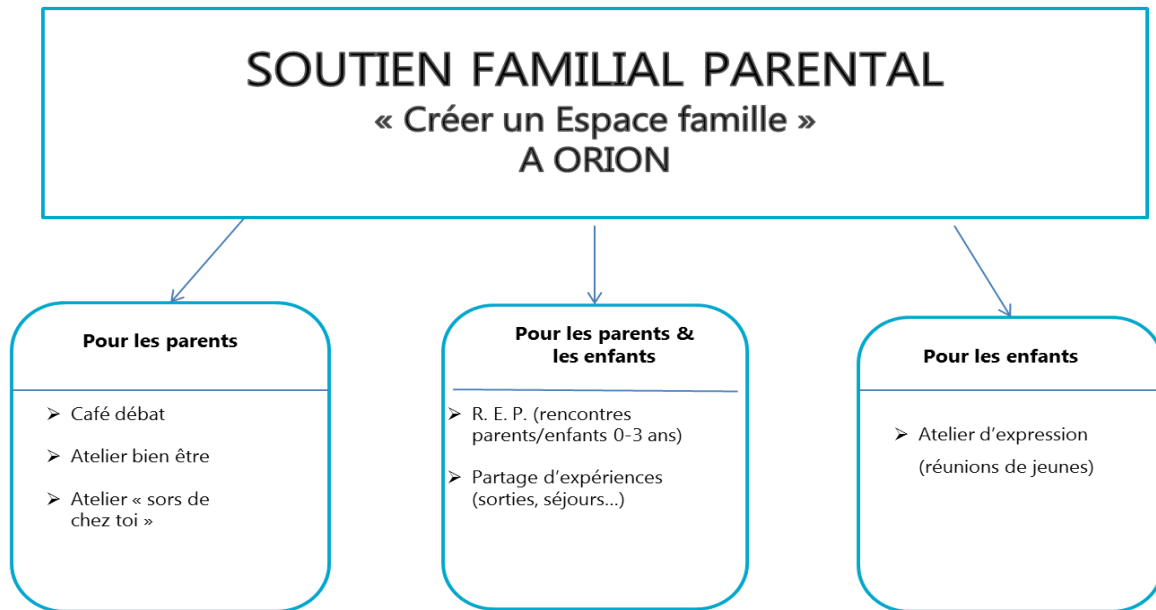 SOUTIEN FAMILIAL PARENTAL
« Créer un Espace famille »
A ORION
Pour les parents
➢ Café débat
➢ Atelier bien être
➢ Atelier « sors de
chez toi »
Pour les parents &
les enfants
➢ R. E. P. (rencontres
parents/enfants 0-3 ans)
➢ Partage d’expériences
(sorties, séjours…)
Pour les enfants
➢ Atelier d’expression
(réunions de jeunes)